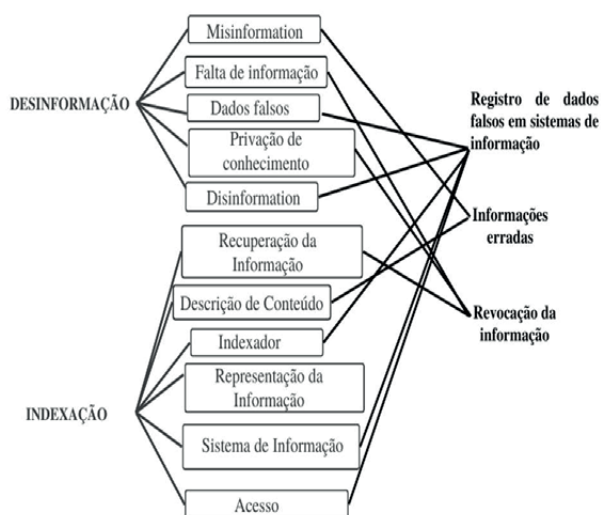 DESINFORMAÇÃO
Misinformation
Falta de informação
Dados falsos
Privação de
conhecimento
Disinformation
INDEXAÇÃO
Recuperação da
Informação
Descrição de Conteúdo
Indexador
Representação da
Informação
Sistema de Informação
Acesso
Registro de dados
falsos em sistemas de
informação
Informações
erradas
Revocação da
informação